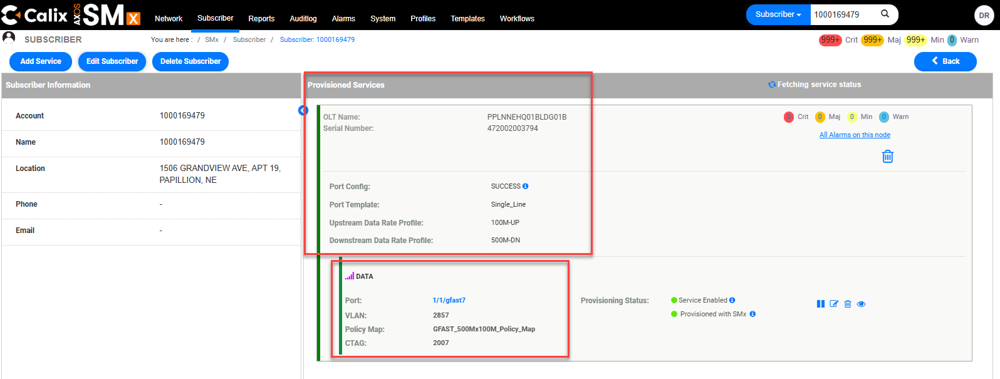 Calix AXOS SMx
Network Subscriber Reports Auditlog Alarms System Profiles Templates Workflows
Subscriber 1000169479
DR
SUBSCRIBER
You are here : / SMx / Subscriber / Subscriber: 1000169479
999+ Crit 999+ Maj 999+ Min 0 Warn
Add Service Edit Subscriber Delete Subscriber
Back
Subscriber Information
Account 1000169479
Name 1000169479
Location 1506 GRANDVIEW AVE, APT 19,
PAPILLION, NE
Phone -
Email -
Provisioned Services
Fetching service status
OLT Name: PPLNNEHQ01BLDG01B
Serial Number: 472002003794
0 Crit 0 Maj 0 Min 0 Warn
All Alarms on this node
Port Config: SUCCESS
Port Template: Single_Line
Upstream Data Rate Profile: 100M-UP
Downstream Data Rate Profile: 500M-DN
DATA
Port: 1/1/gfast7
VLAN: 2857
Policy Map: GFAST_500Mx100M_Policy_Map
CTAG: 2007
Provisioning Status: Service Enabled
Provisioned with SMx